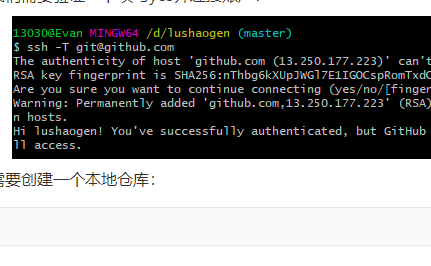 13030@Evan MINGW64 /d/lushaogen (master)
$ ssh -T git@github.com
The authenticity of host 'github.com (13.250.177.223)' can't
RSA key fingerprint is SHA256:nThbg6kXUpJWGl7E1IGOCspRomTxdC
Are you sure you want to continue connecting (yes/no/[finger
Warning: Permanently added 'github.com,13.250.177.223' (RSA)
n hosts.
Hi lushaogen! You've successfully authenticated, but GitHub
ll access.
需要创建一个本地仓库：